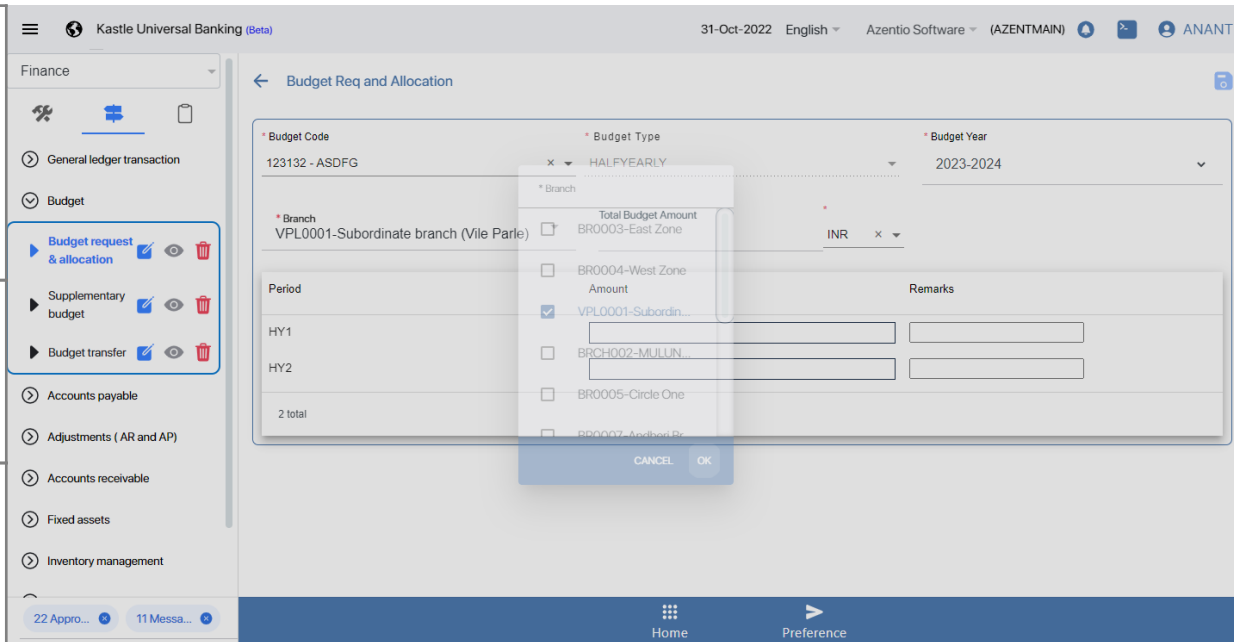 Kastle Universal Banking (Beta)
31-Oct-2022 English Azentio Software (AZENTMAIN) ANANT
Finance
General ledger transaction
Budget
Budget request
& allocation
Supplementary
budget
Budget transfer
Accounts payable
Adjustments ( AR and AP)
Accounts receivable
Fixed assets
Inventory management
22 Appro... 11 Messa...
Budget Req and Allocation
* Budget Code * Budget Type * Budget Year
123132 - ASDFG × HALFYEARLY 2023-2024
* Branch Total Budget Amount *
VPL0001-Subordinate branch (Vile Parle) INR ×
Period Amount Remarks
HY1
HY2
2 total
* Branch
BR0003-East Zone
BR0004-West Zone
VPL0001-Subordin...
BRCH002-MULUN...
BR0005-Circle One
BR0007-Andheri Br
CANCEL OK
Home Preference